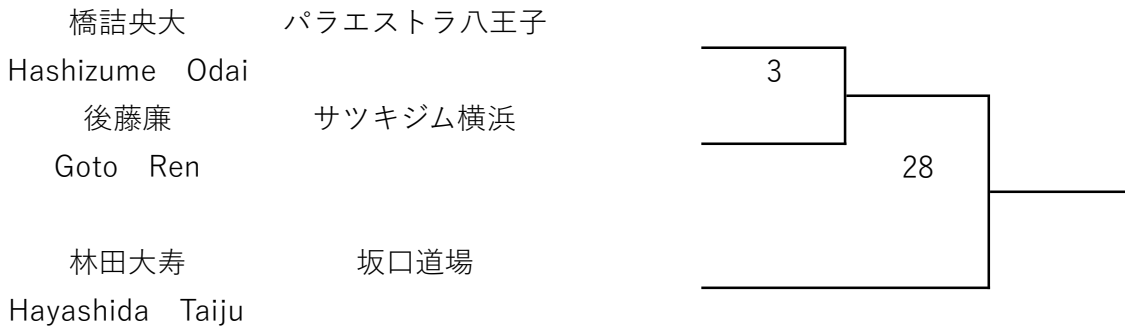 橋詰央大 パラエストラ八王子
Hashizume Odai
3
後藤廉 サツキジム横浜
Goto Ren
28
林田大寿 坂口道場
Hayashida Taiju